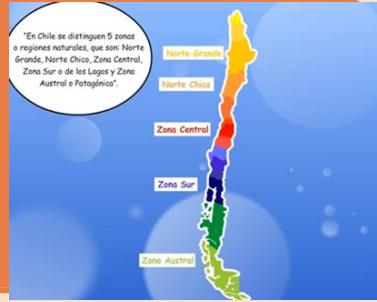 "En Chile se distinguen 5 zonas
o regiones naturales, que son: Norte
Grande, Norte Chico, Zona Central,
Zona Sur o de los Lagos y Zona
Austral o Patagónica".
Norte Grande
Norte Chico
Zona Central
Zona Sur
Zona Austral